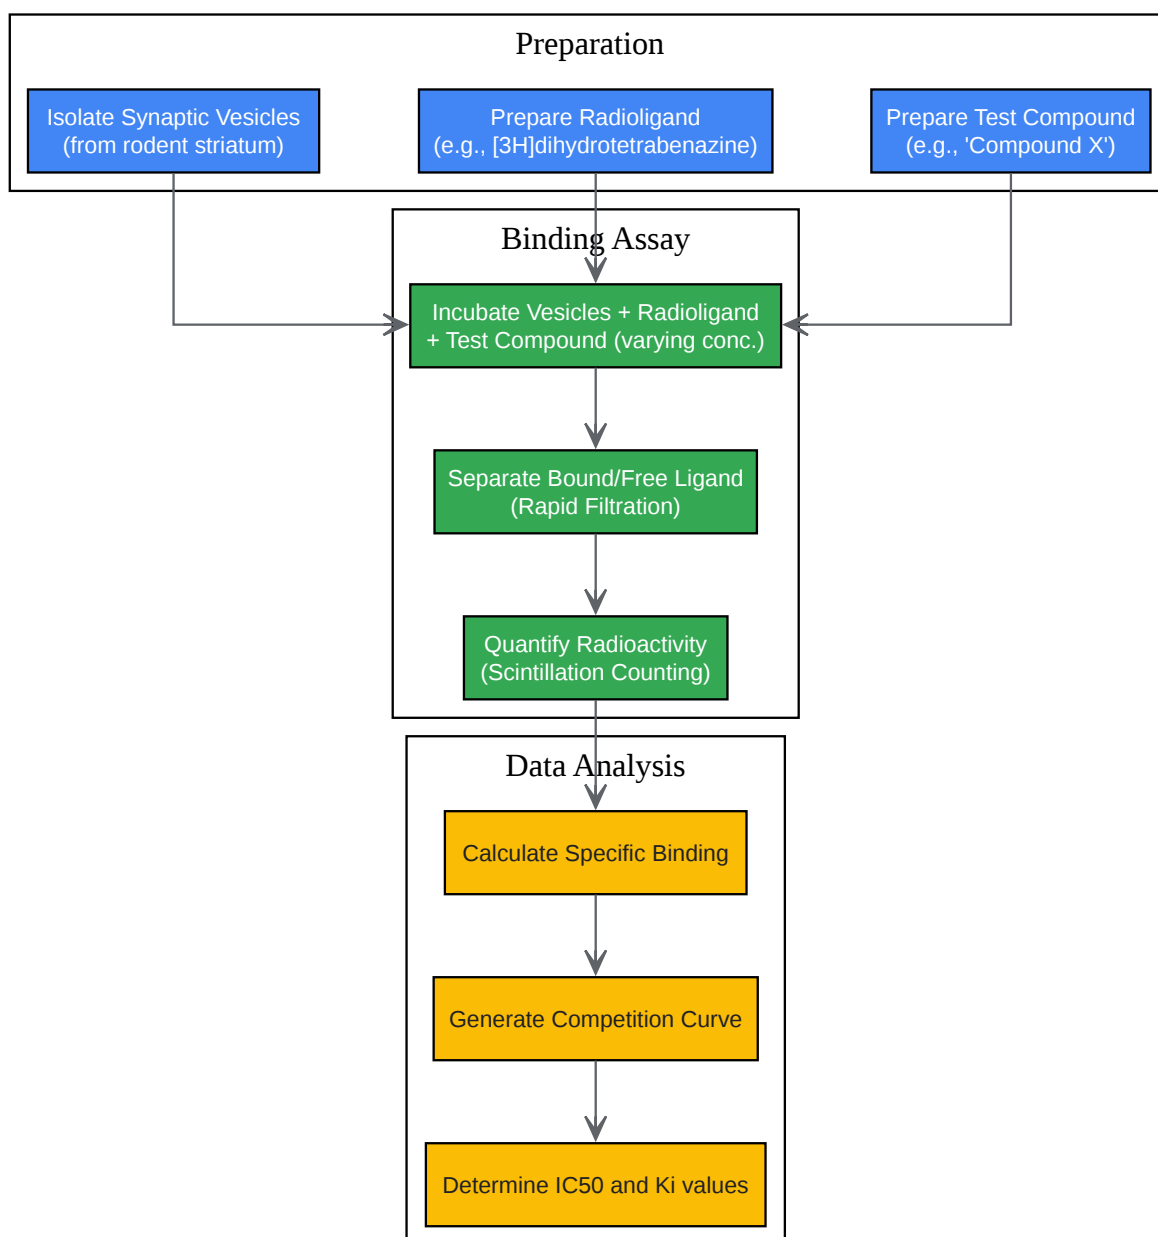 Preparation
Isolate Synaptic Vesicles
(from rodent striatum)
Prepare Radioligand
(e.g., [3H]dihydrotetrabenazine)
Prepare Test Compound
(e.g., 'Compound X')
Binding Assay
Incubate Vesicles + Radioligand
+ Test Compound (varying conc.)
Separate Bound/Free Ligand
(Rapid Filtration)
Quantify Radioactivity
(Scintillation Counting)
Data Analysis
Calculate Specific Binding
Generate Competition Curve
Determine IC50 and Ki values